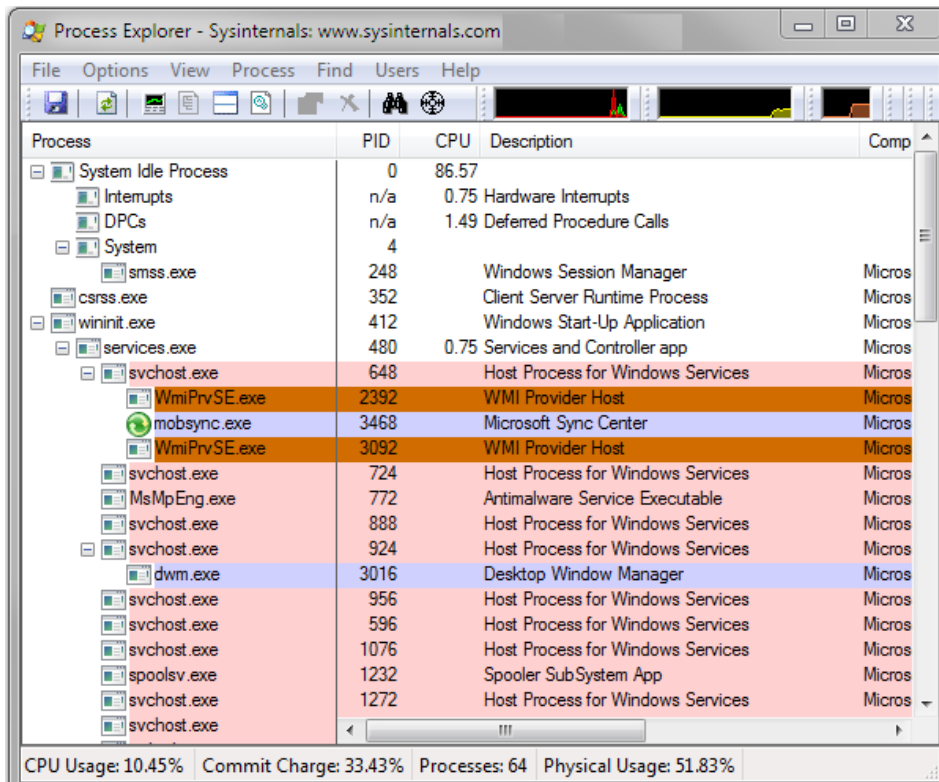 Process Explorer - Sysinternals: www.sysinternals.com
File Options View Process Find Users Help
Process PID CPU Description Comp
System Idle Process 0 86.57
Interrupts n/a 0.75 Hardware Interrupts
DPCs n/a 1.49 Deferred Procedure Calls
System 4
smss.exe 248 Windows Session Manager Micros
csrss.exe 352 Client Server Runtime Process Micros
wininit.exe 412 Windows Start-Up Application Micros
services.exe 480 0.75 Services and Controller app Micros
svchost.exe 648 Host Process for Windows Services Micros
WmiPrvSE.exe 2392 WMI Provider Host Micros
mobsync.exe 3468 Microsoft Sync Center Micros
WmiPrvSE.exe 3092 WMI Provider Host Micros
svchost.exe 724 Host Process for Windows Services Micros
MsMpEng.exe 772 Antimalware Service Executable Micros
svchost.exe 888 Host Process for Windows Services Micros
svchost.exe 924 Host Process for Windows Services Micros
dwm.exe 3016 Desktop Window Manager Micros
svchost.exe 956 Host Process for Windows Services Micros
svchost.exe 596 Host Process for Windows Services Micros
svchost.exe 1076 Host Process for Windows Services Micros
spoolsv.exe 1232 Spooler SubSystem App Micros
svchost.exe 1272 Host Process for Windows Services Micros
svchost.exe
CPU Usage: 10.45% Commit Charge: 33.43% Processes: 64 Physical Usage: 51.83%